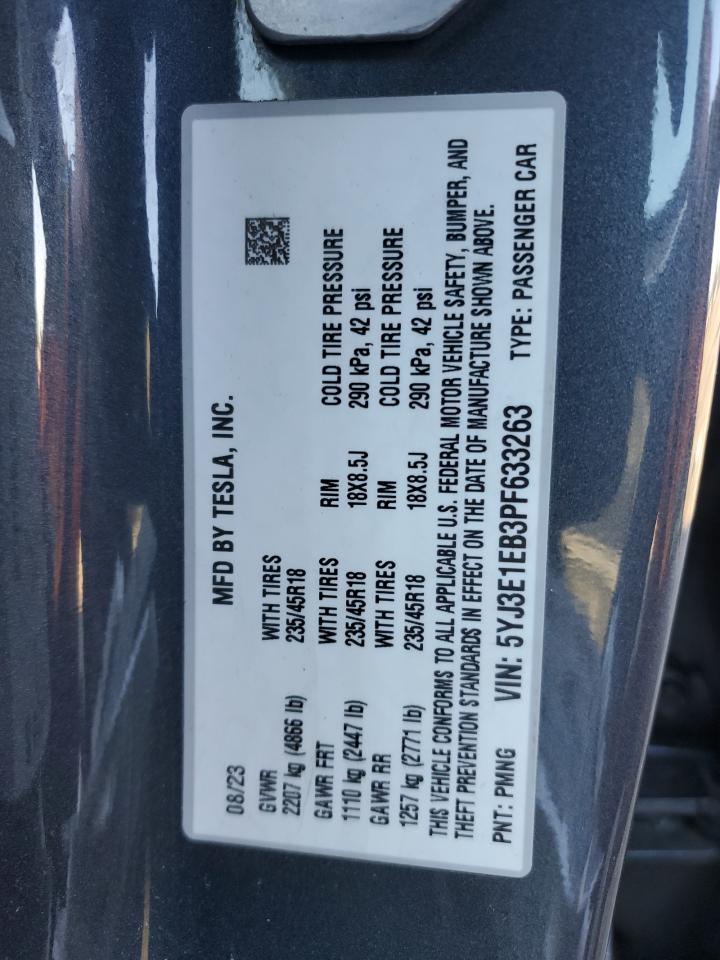 MFD BY TESLA, INC.
08/23
GVWR WITH TIRES
2207 kg (4866 lb) 235/45R18
GAWR FRT WITH TIRES RIM COLD TIRE PRESSURE
1110 kg (2447 lb) 235/45R18 18X8.5J 290 kPa, 42 psi
GAWR RR WITH TIRES RIM COLD TIRE PRESSURE
1257 kg (2771 lb) 235/45R18 18X8.5J 290 kPa, 42 psi
THIS VEHICLE CONFORMS TO ALL APPLICABLE U.S. FEDERAL MOTOR VEHICLE SAFETY, BUMPER, AND
THEFT PREVENTION STANDARDS IN EFFECT ON THE DATE OF MANUFACTURE SHOWN ABOVE.
PNT: PMNG VIN: 5YJ3E1EB3PF633263 TYPE: PASSENGER CAR